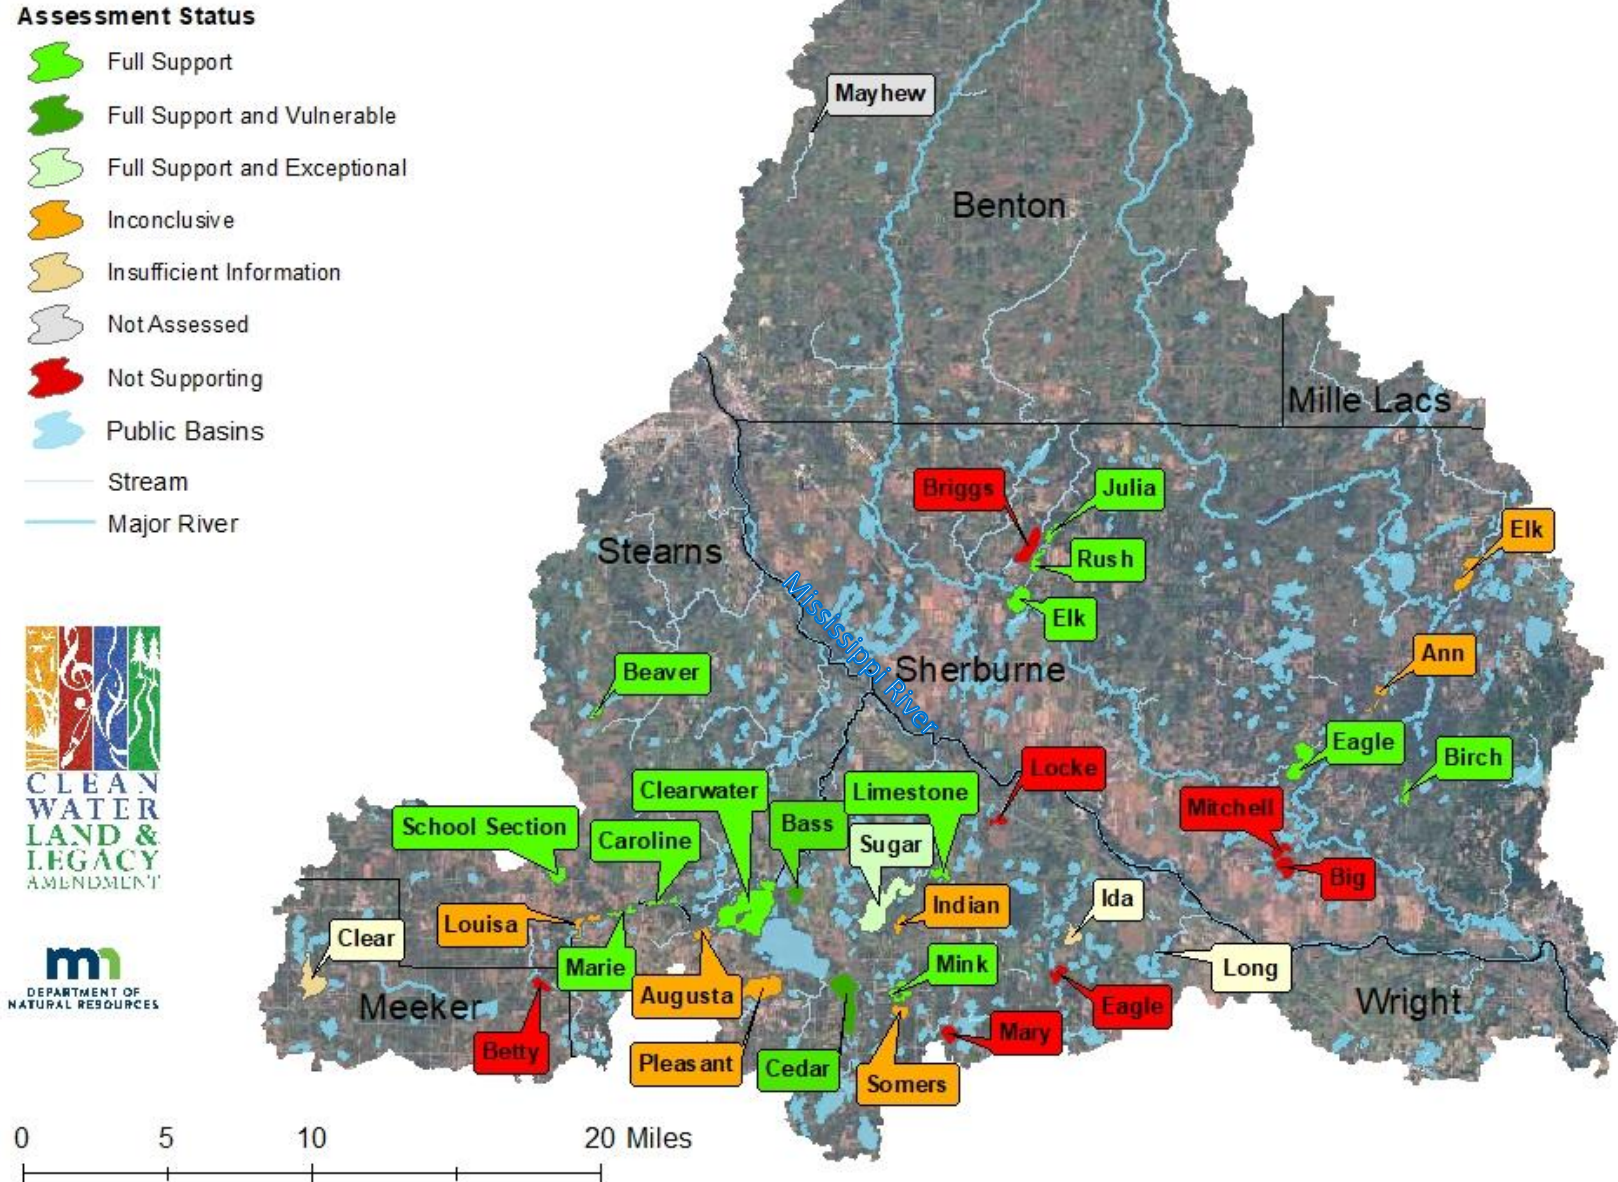 Assessment Status
Full Support
Full Support and Vulnerable
Full Support and Exceptional
Inconclusive
Insufficient Information
Not Assessed
Not Supporting
Public Basins
Stream
Major River
Mayhew
Benton
Mille Lacs
Briggs
Julia
Elk
Stearns
Rush
Mississippi River
Elk
Sherburne
Ann
Beaver
Eagle
Birch
Locke
Clearwater
Limestone
Mitchell
School Section
Caroline
Bass
Sugar
Big
Ida
Indian
Louisa
Clear
Marie
Mink
Long
Augusta
Meeker
Eagle
Wright
Betty
Pleasant
Cedar
Somers
Mary
CLEAN
WATER
LAND &
LEGACY
AMENDMENT
mn
DEPARTMENT OF
NATURAL RESOURCES
0 5 10 20 Miles